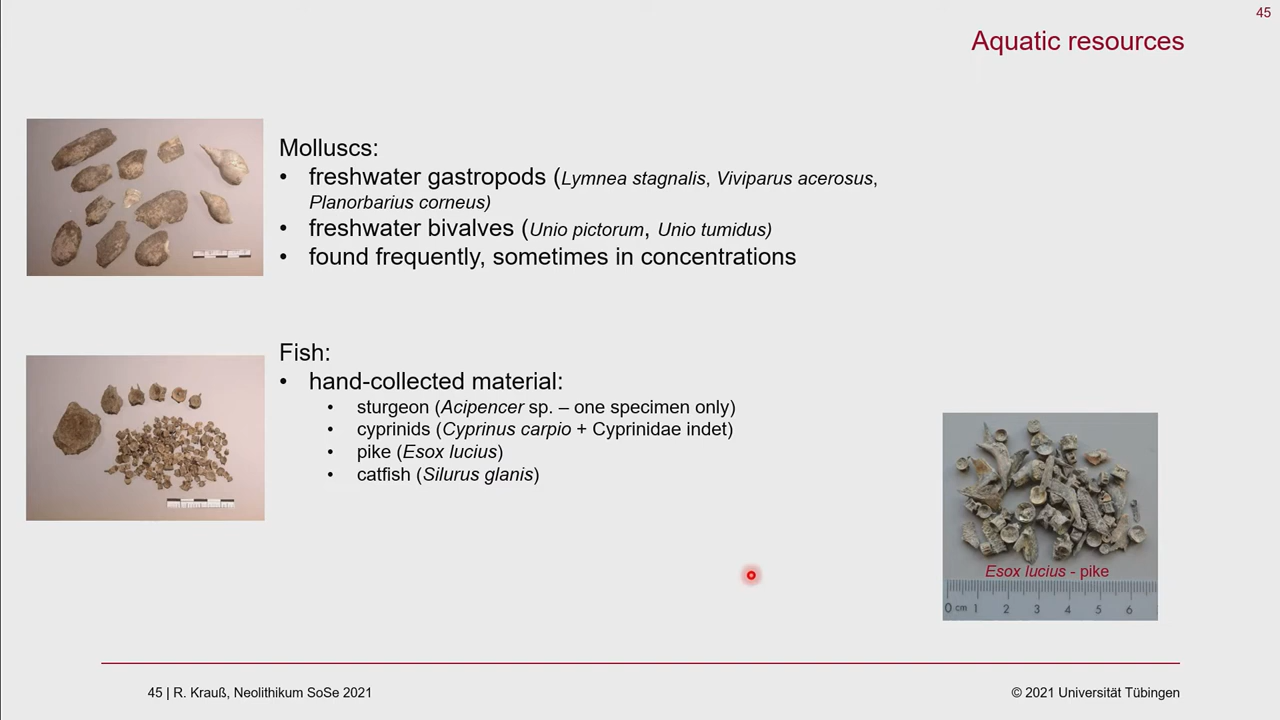 45
Aquatic resources
Molluscs:
• freshwater gastropods (Lymnea stagnalis, Viviparus acerosus,
Planorbarius corneus)
• freshwater bivalves (Unio pictorum, Unio tumidus)
• found frequently, sometimes in concentrations
Fish:
• hand-collected material:
• sturgeon (Acipencer sp. – one specimen only)
• cyprinids (Cyprinus carpio + Cyprinidae indet)
• pike (Esox lucius)
• catfish (Silurus glanis)
Esox lucius - pike
0 cm 1 2 3 4 5 6
45 | R. Krauß, Neolithikum SoSe 2021
© 2021 Universität Tübingen